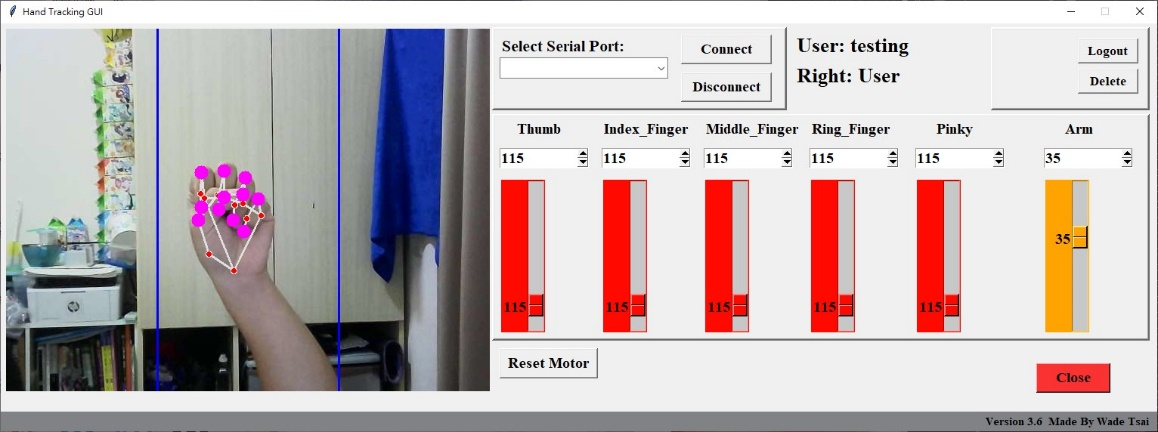 Hand Tracking GUI
Select Serial Port:
Connect
Disconnect
User: testing
Right: User
Logout
Delete
Thumb Index_Finger Middle_Finger Ring_Finger Pinky Arm
115 115 115 115 115 35
35
115 115 115 115 115
Reset Motor
Close
Version 3.6 Made By Wade Tsai